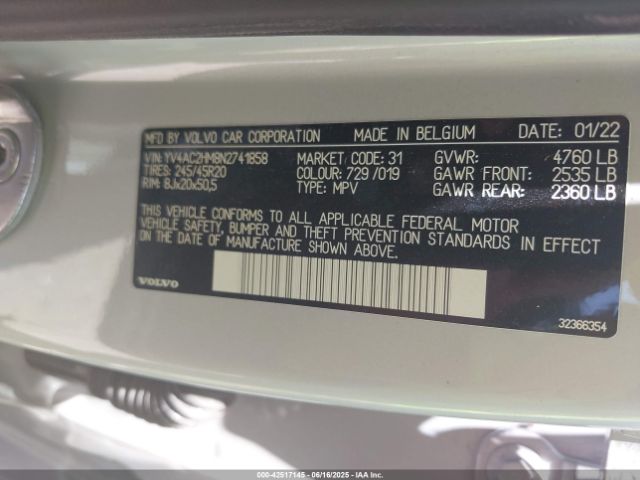 MFD BY VOLVO CAR CORPORATION MADE IN BELGIUM DATE: 01/22
VIN: YV4AC2HM8N2741858 MARKET CODE: 31 GVWR: 4760 LB
TIRES: 245/45R20 COLOUR: 729 /019 GAWR FRONT: 2535 LB
RIM: 8Jx20x50,5 TYPE: MPV GAWR REAR: 2360 LB
THIS VEHICLE CONFORMS TO ALL APPLICABLE FEDERAL MOTOR
VEHICLE SAFETY, BUMPER AND THEFT PREVENTION STANDARDS IN EFFECT
ON THE DATE OF MANUFACTURE SHOWN ABOVE.
VOLVO
32366354
000-42517145 - 06/16/2025 - IAAI.COM